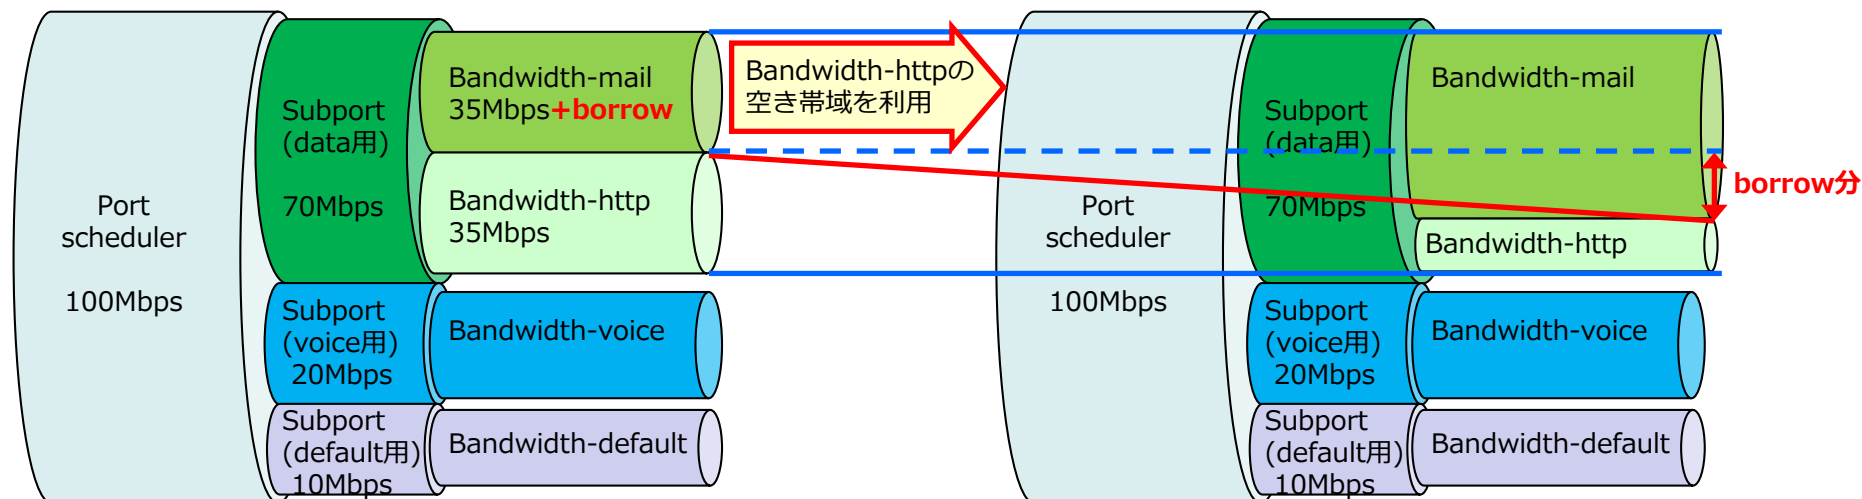 Port
scheduler
100Mbps
Subport
(data用)
70Mbps
Bandwidth-mail
35Mbps+borrow
Bandwidth-http
35Mbps
Subport
(voice用)
20Mbps
Bandwidth-voice
Subport
(default用)
10Mbps
Bandwidth-default
Bandwidth-httpの
空き帯域を利用
Port
scheduler
100Mbps
Subport
(data用)
70Mbps
Bandwidth-mail
borrow分
Bandwidth-http
Subport
(voice用)
20Mbps
Bandwidth-voice
Subport
(default用)
10Mbps
Bandwidth-default